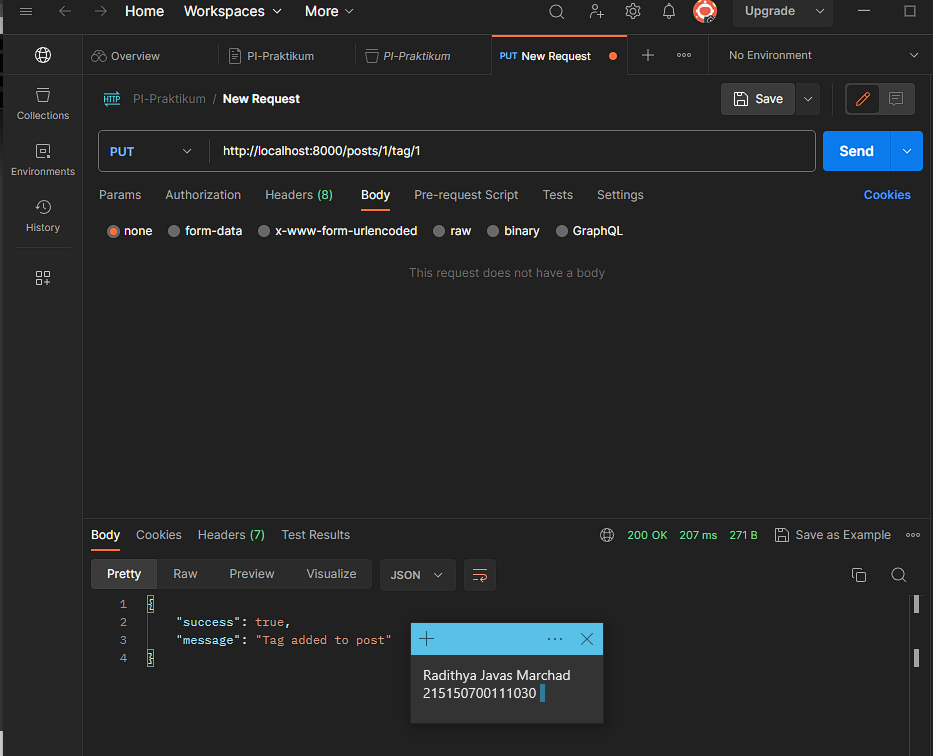 Home Workspaces More Upgrade
Overview PI-Praktikum PI-Praktikum PUT New Request No Environment
HTTP PI-Praktikum / New Request Save
Collections
Environments
History
PUT http://localhost:8000/posts/1/tag/1 Send
Params Authorization Headers (8) Body Pre-request Script Tests Settings Cookies
none form-data x-www-form-urlencoded raw binary GraphQL
This request does not have a body
Body Cookies Headers (7) Test Results 200 OK 207 ms 271 B Save as Example
Pretty Raw Preview Visualize JSON
1 {
2 "success": true,
3 "message": "Tag added to post"
4 }
Radithya Javas Marchad
215150700111030